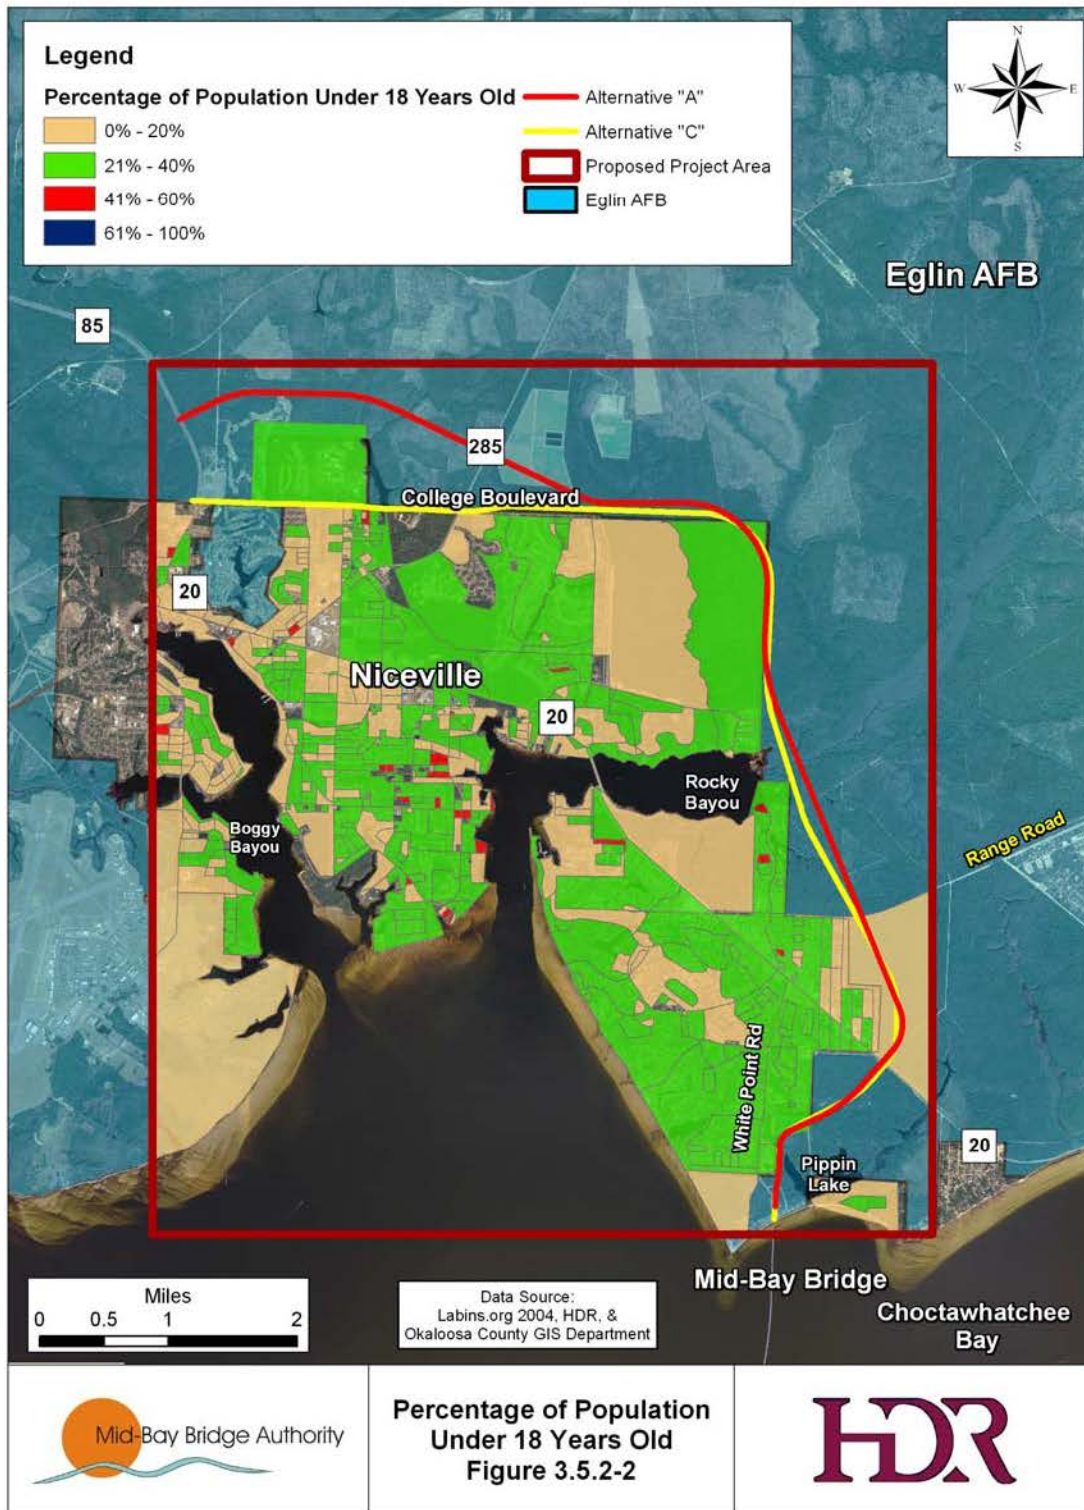 Legend
Percentage of Population Under 18 Years Old
0% - 20%
21% - 40%
41% - 60%
61% - 100%
Alternative "A"
Alternative "C"
Proposed Project Area
Eglin AFB
N
W
E
S
Eglin AFB
85
285
College Boulevard
20
Niceville
20
Rocky
Bayou
Boggy
Bayou
Range Road
White Point Rd
20
Pippin
Lake
Mid-Bay Bridge
Choctawhatchee
Bay
Miles
0 0.5 1 2
Data Source:
Labins.org 2004, HDR, &
Okaloosa County GIS Department
Mid-Bay Bridge Authority
Percentage of Population
Under 18 Years Old
Figure 3.5.2-2
HDR